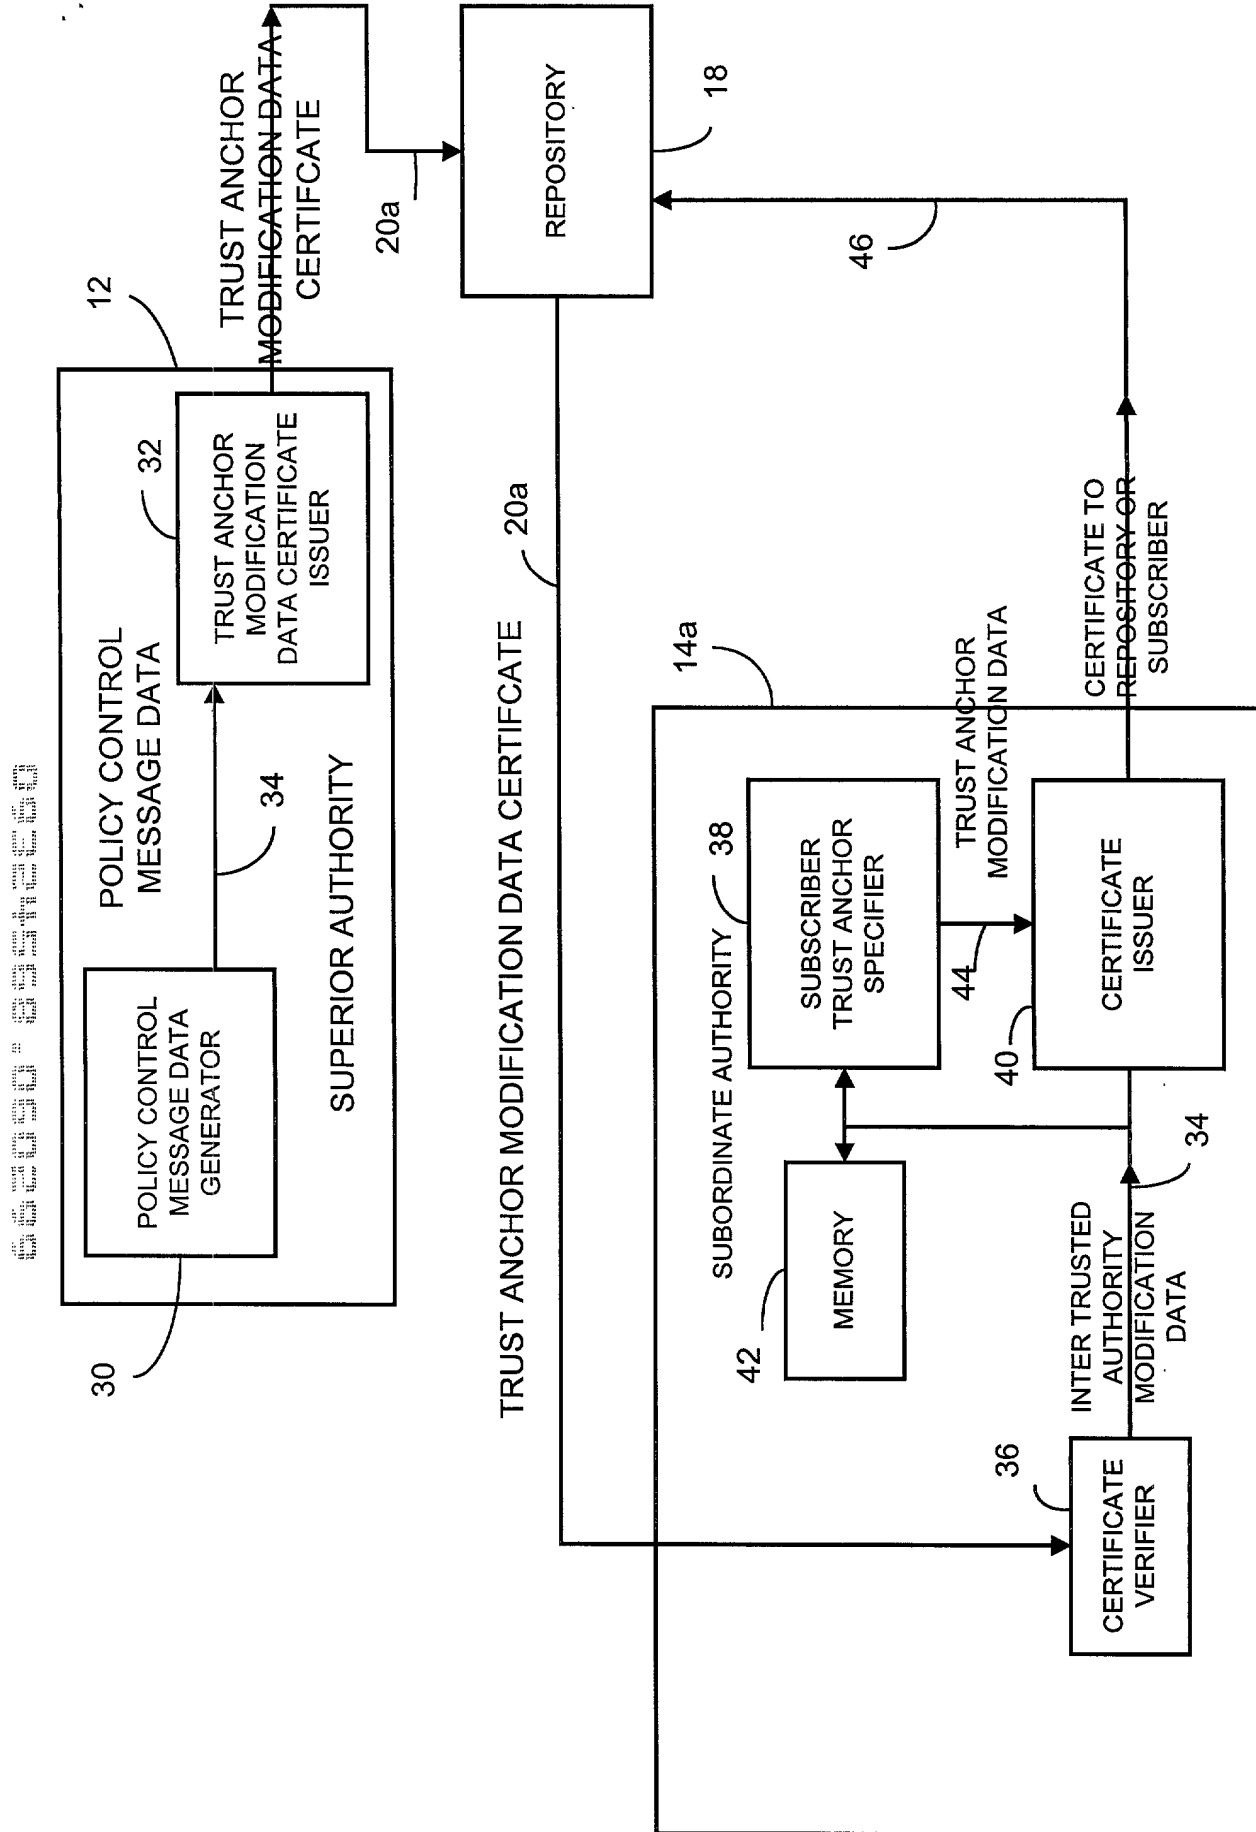 12
POLICY CONTROL
MESSAGE DATA
GENERATOR
30
POLICY CONTROL
MESSAGE DATA
34
32
TRUST ANCHOR
MODIFICATION
DATA CERTIFICATE
ISSUER
SUPERIOR AUTHORITY
TRUST ANCHOR
MODIFICATION DATA
CERTIFCATE
20a
REPOSITORY
18
TRUST ANCHOR MODIFICATION DATA CERTIFCATE
20a
46
14a
SUBORDINATE AUTHORITY
38
SUBSCRIBER
TRUST ANCHOR
SPECIFIER
42
MEMORY
44
TRUST ANCHOR
MODIFICATION DATA
40
CERTIFICATE
ISSUER
CERTIFICATE TO
REPOSITORY OR
SUBSCRIBER
36
CERTIFICATE
VERIFIER
INTER TRUSTED
AUTHORITY
MODIFICATION
DATA
34